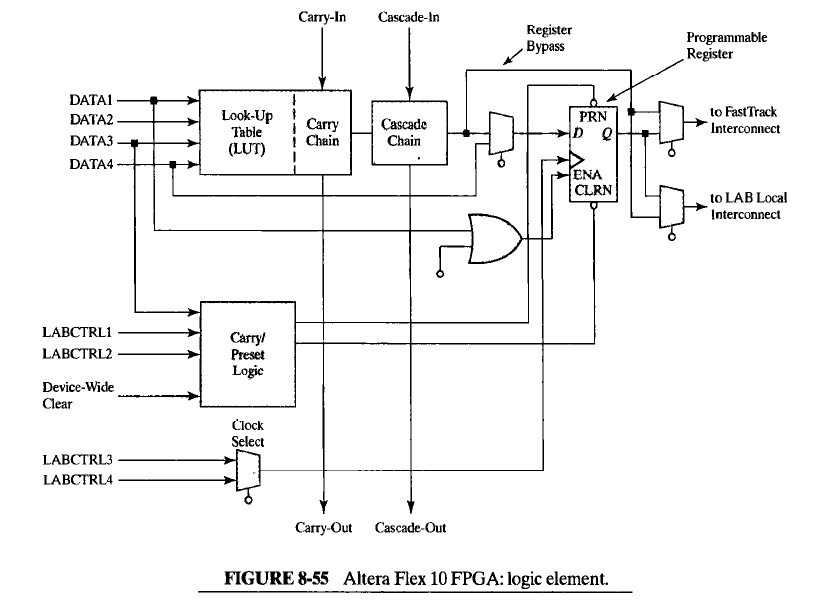 Carry-In
Cascade-In
Register
Bypass
Programmable
Register
DATA1
DATA2
DATA3
DATA4
Look-Up
Table
(LUT)
Carry
Chain
Cascade
Chain
PRN
D Q
ENA
CLRN
to FastTrack
Interconnect
to LAB Local
Interconnect
LABCTRL1
LABCTRL2
Device-Wide
Clear
Carry/
Preset
Logic
Clock
Select
LABCTRL3
LABCTRL4
Carry-Out
Cascade-Out
FIGURE 8-55 Altera Flex 10 FPGA: logic element.